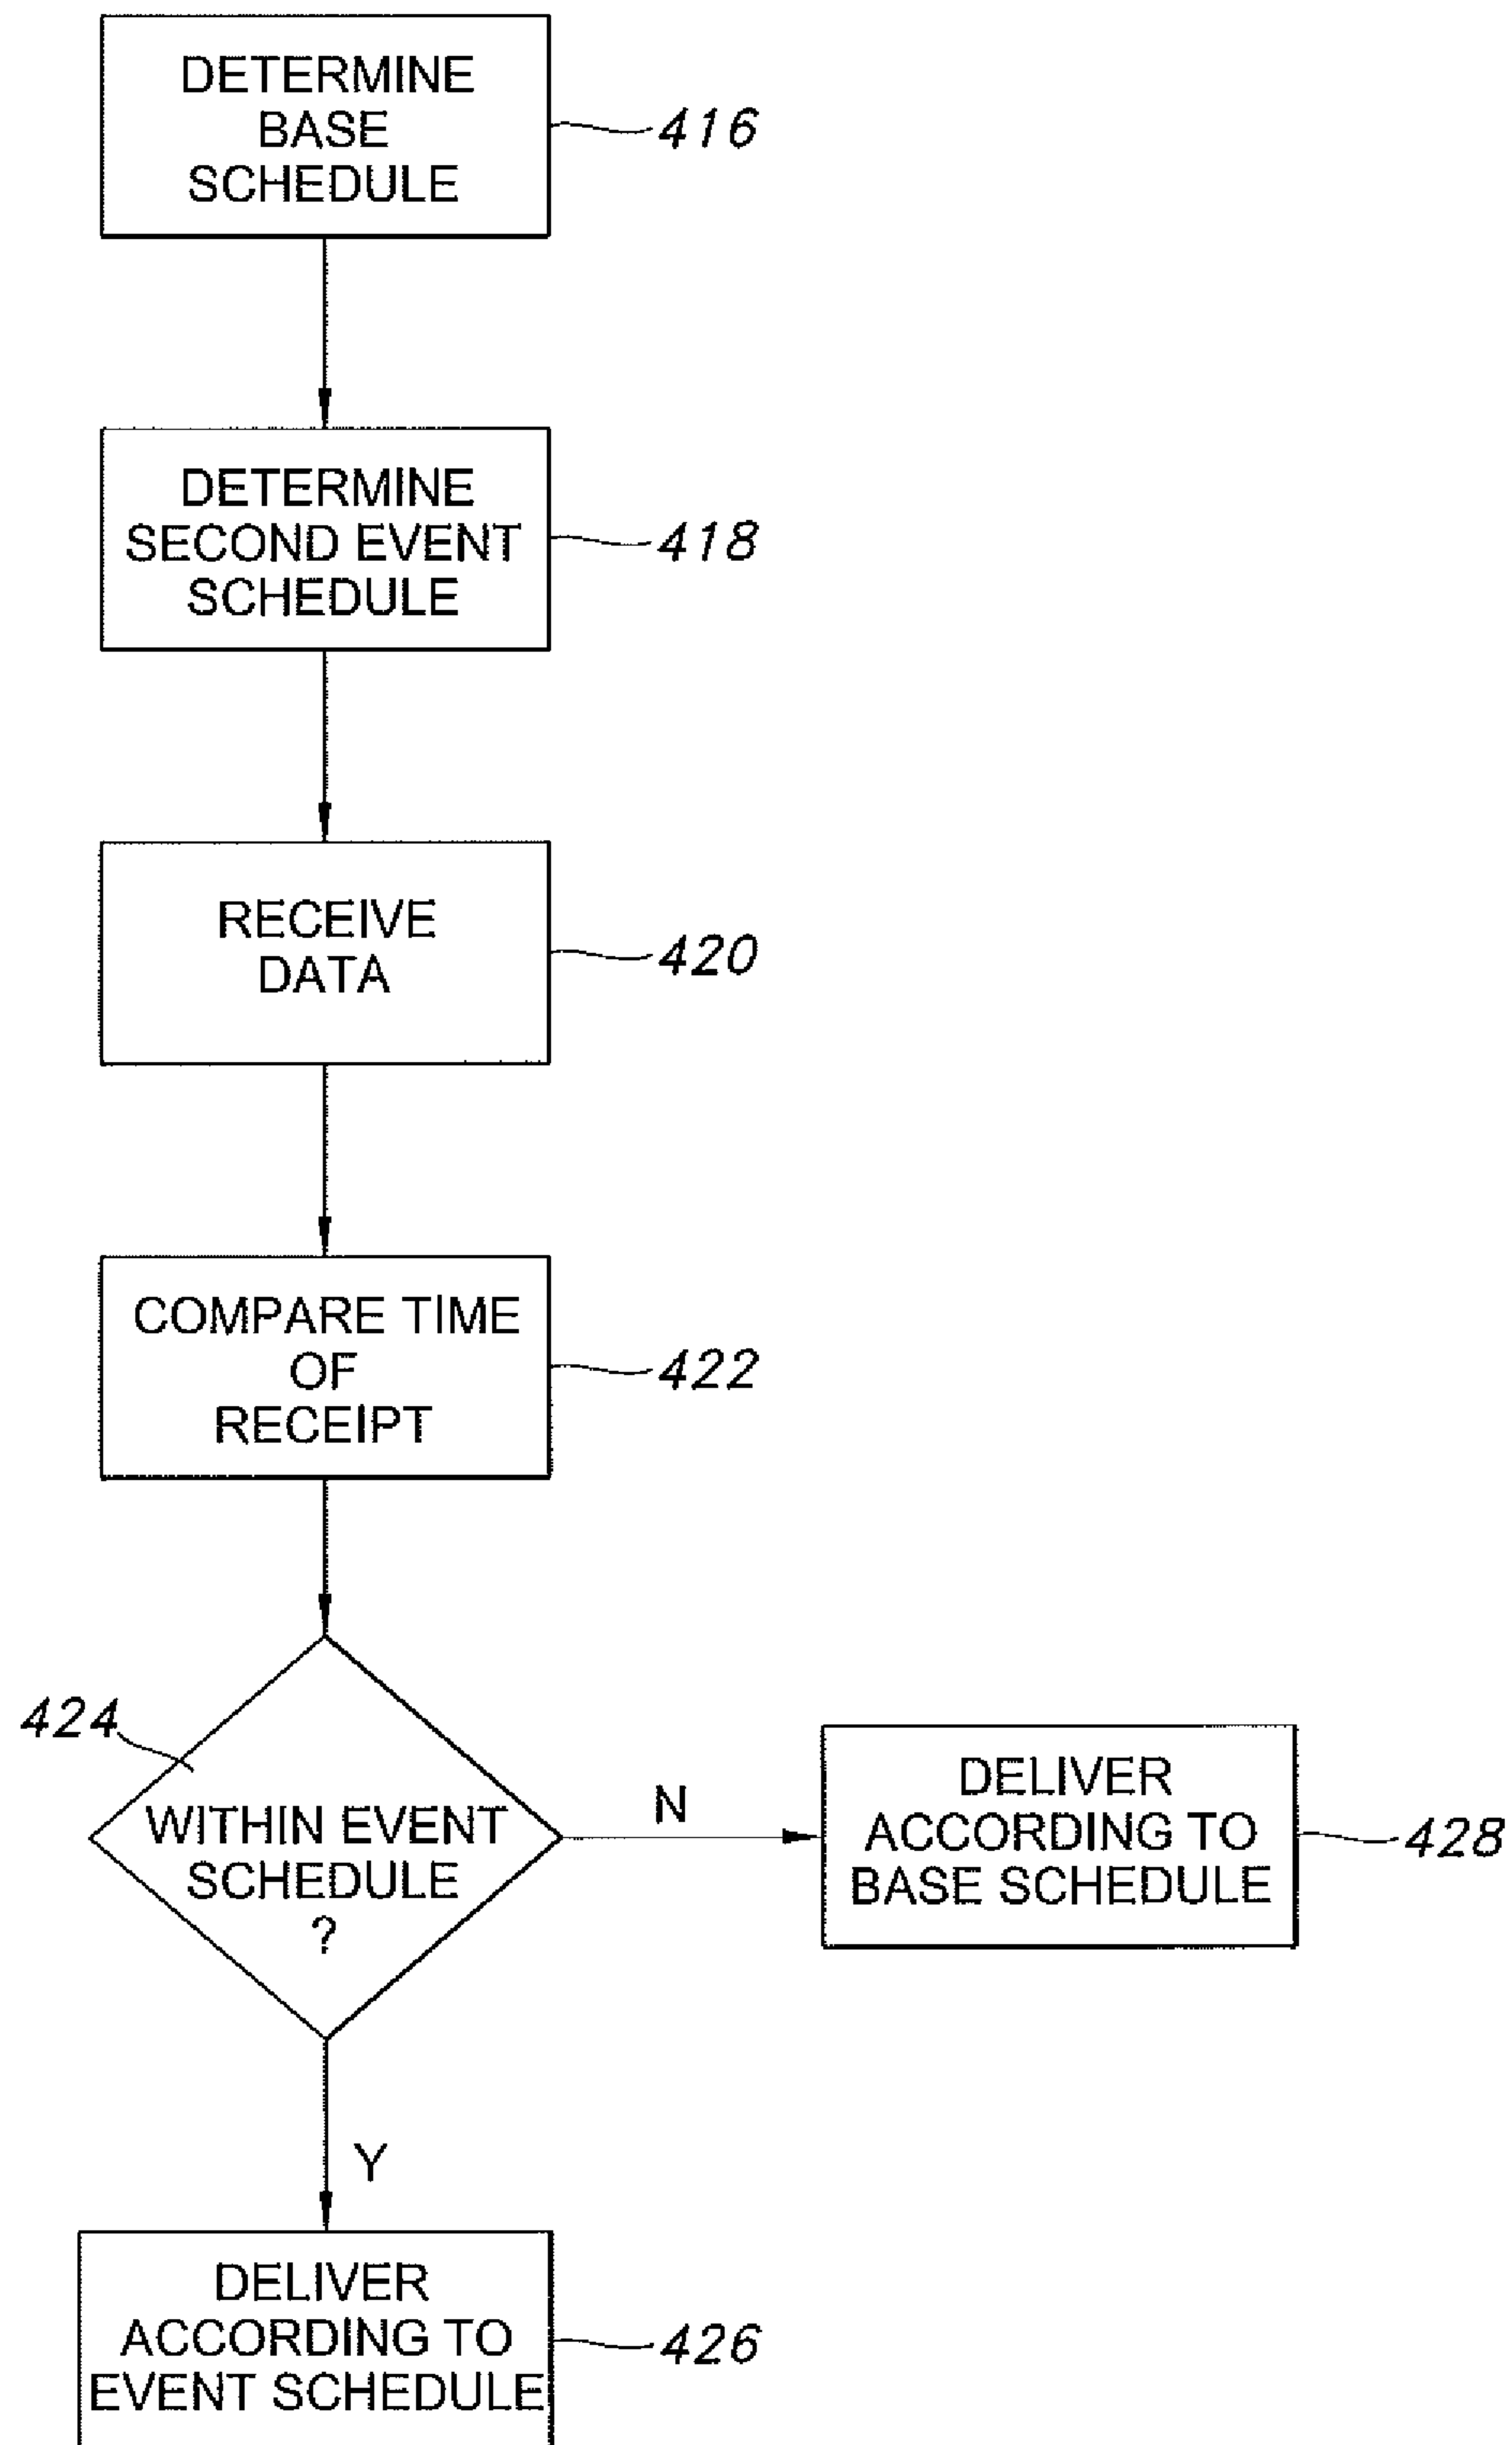 DETERMINE
BASE
SCHEDULE
416
DETERMINE
SECOND EVENT
SCHEDULE
418
RECEIVE
DATA
420
COMPARE TIME
OF
RECEIPT
422
424
WITHIN EVENT
SCHEDULE
?
N
DELIVER
ACCORDING TO
BASE SCHEDULE
428
Y
DELIVER
ACCORDING TO
EVENT SCHEDULE
426